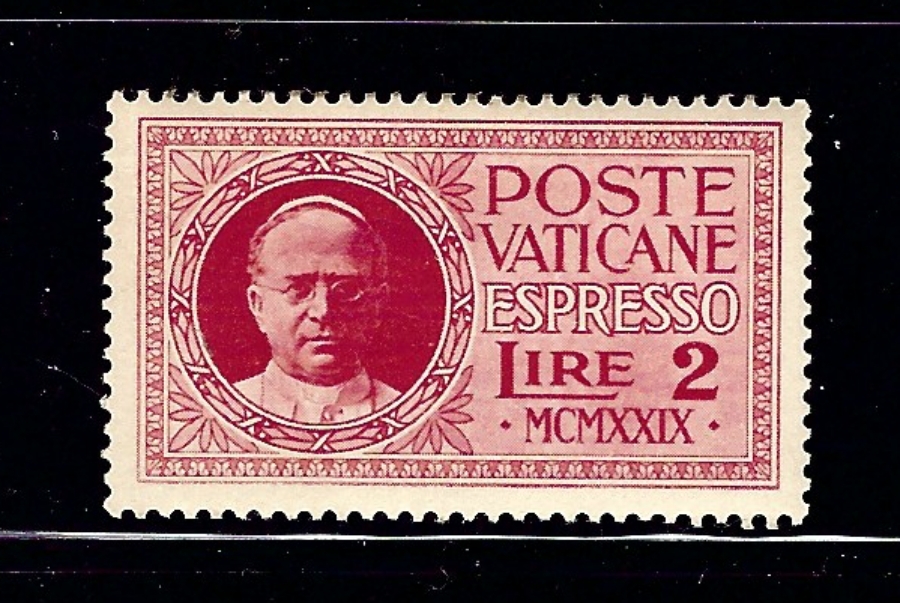 POSTE
VATICANE
ESPRESSO
LIRE 2
· MCMXXIX ·